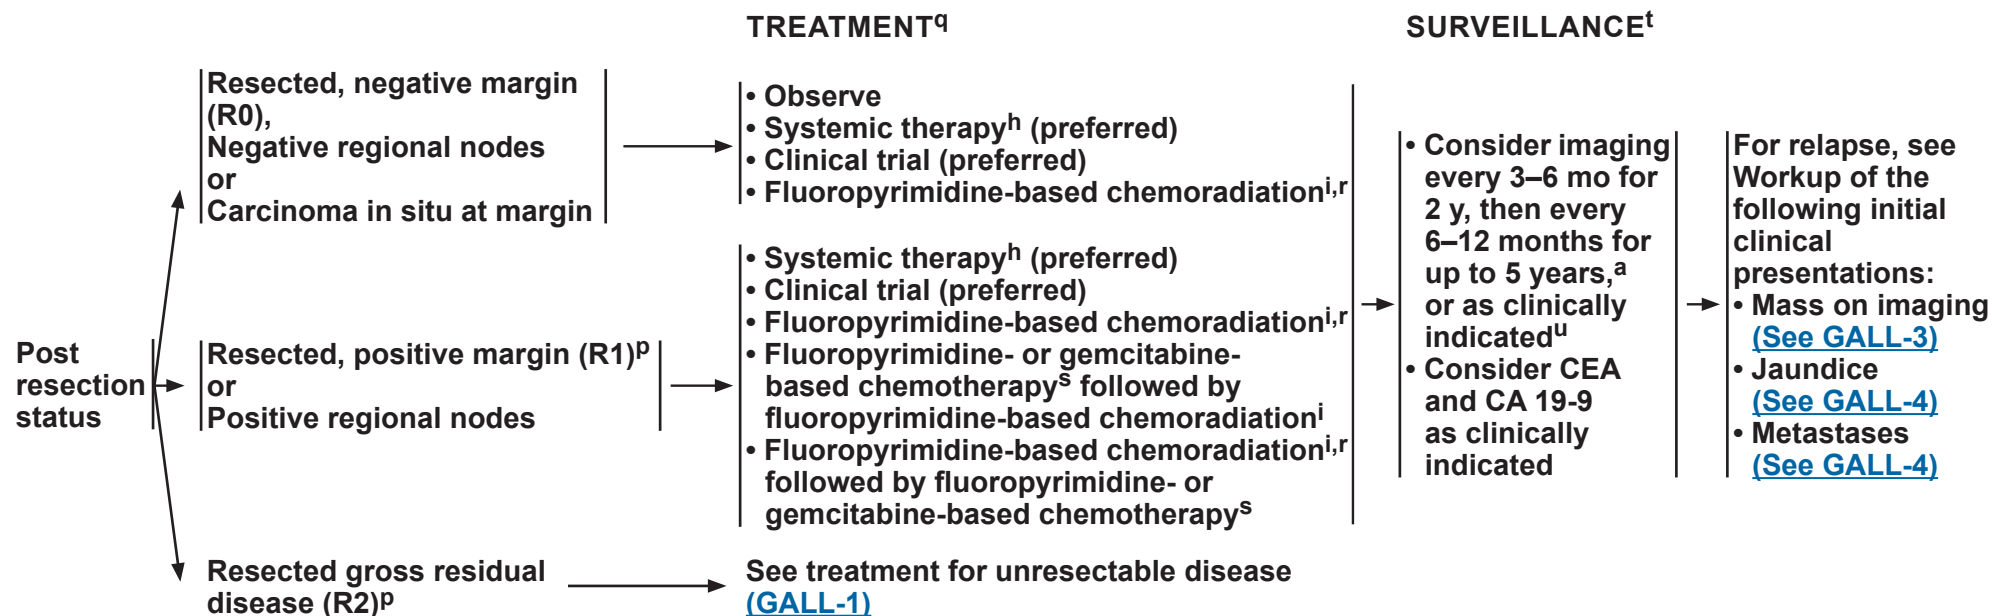 TREATMENTq
SURVEILLANCEt
Post
resection
status
Resected, negative margin
(R0),
Negative regional nodes
or
Carcinoma in situ at margin
• Observe
• Systemic therapyh (preferred)
• Clinical trial (preferred)
• Fluoropyrimidine-based chemoradiationi,r
Resected, positive margin (R1)p
or
Positive regional nodes
• Systemic therapyh (preferred)
• Clinical trial (preferred)
• Fluoropyrimidine-based chemoradiationi,r
• Fluoropyrimidine- or gemcitabine-
based chemotherapys followed by
fluoropyrimidine-based chemoradiationi
• Fluoropyrimidine-based chemoradiationi,r
followed by fluoropyrimidine- or
gemcitabine-based chemotherapys
Resected gross residual
disease (R2)p
See treatment for unresectable disease
(GALL-1)
• Consider imaging
every 3–6 mo for
2 y, then every
6–12 months for
up to 5 years,a
or as clinically
indicatedu
• Consider CEA
and CA 19-9
as clinically
indicated
For relapse, see
Workup of the
following initial
clinical
presentations:
• Mass on imaging
(See GALL-3)
• Jaundice
(See GALL-4)
• Metastases
(See GALL-4)